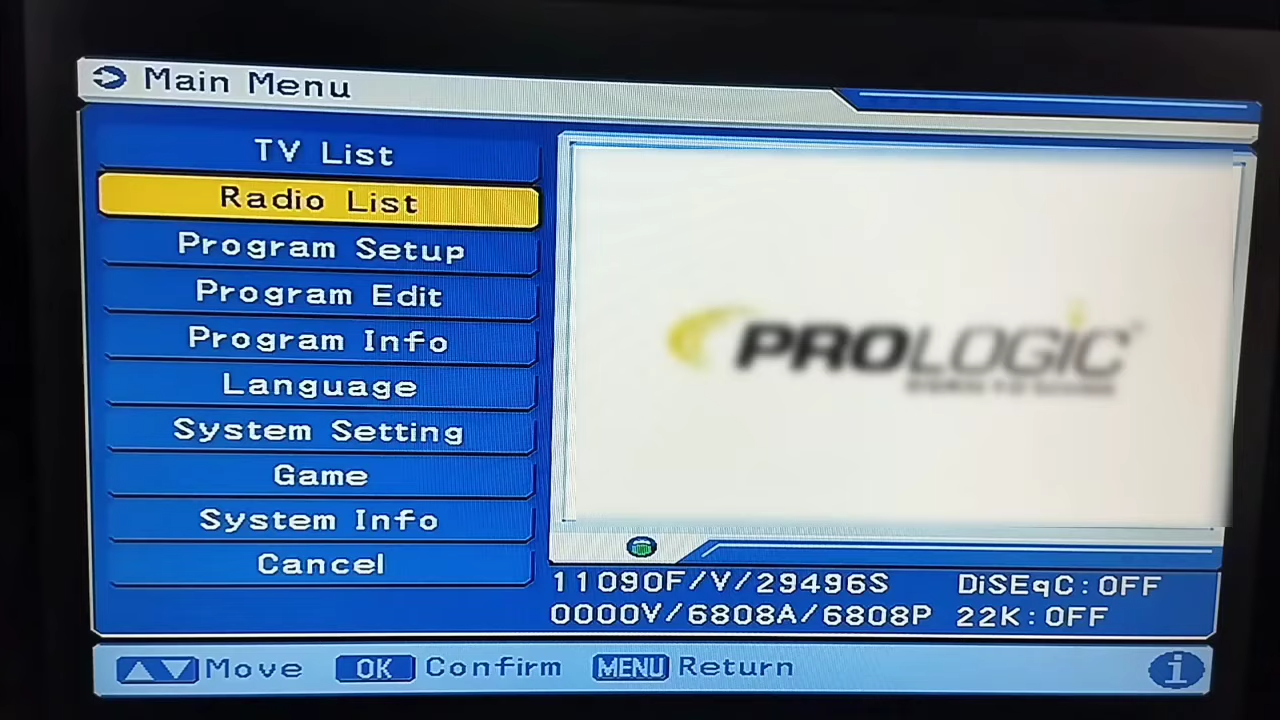 Main Menu
TV List
Radio List
Program Setup
Program Edit
Program Info
Language
System Setting
Game
System Info
Cancel
PROLOGIC
11090F/V/29496S DiSEqC:OFF
0000V/6808A/6808P 22K:OFF
Move OK Confirm MENU Return i